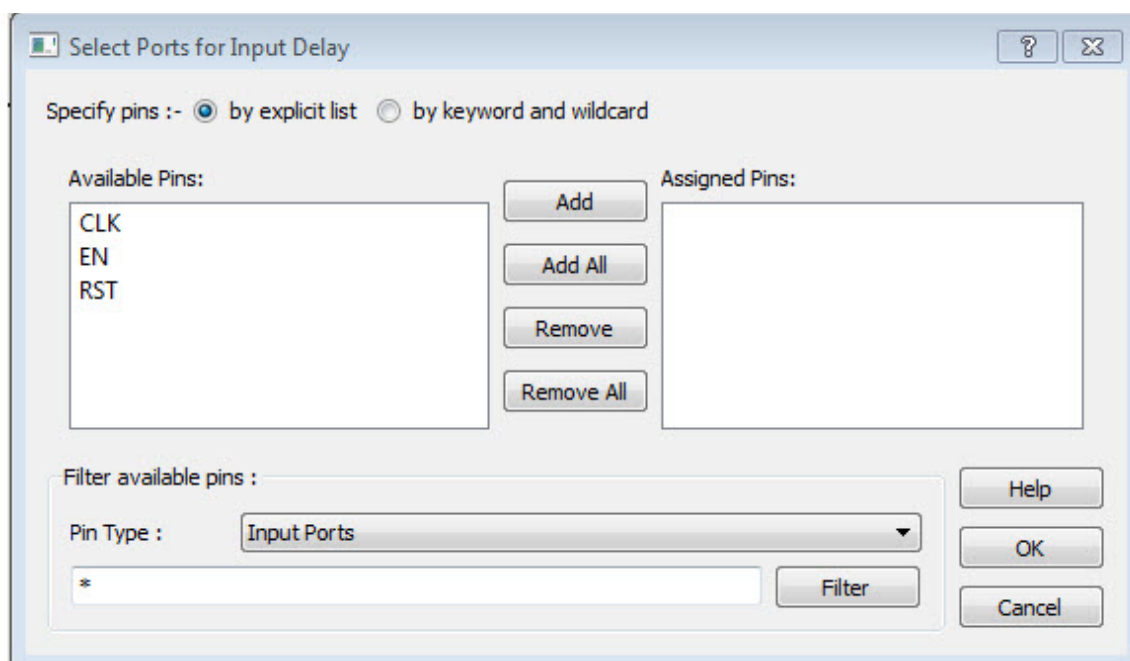 Select Ports for Input Delay
Specify pins :- by explicit list by keyword and wildcard
Available Pins:
CLK
EN
RST
Add
Add All
Remove
Remove All
Assigned Pins:
Filter available pins :
Pin Type : Input Ports
*
Filter
Help
OK
Cancel